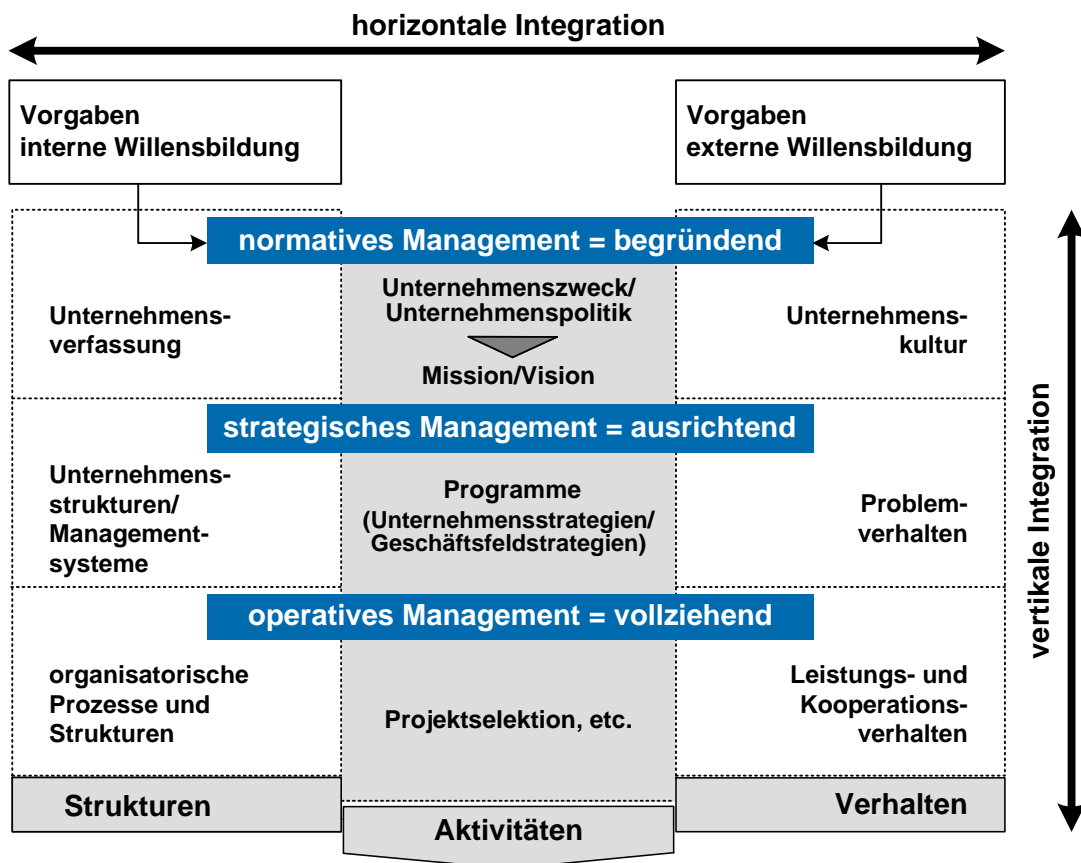 horizontale Integration
Vorgaben
interne Willensbildung
Vorgaben
externe Willensbildung
normatives Management = begründend
Unternehmens-
verfassung
Unternehmenszweck/
Unternehmenspolitik
Mission/Vision
Unternehmens-
kultur
strategisches Management = ausrichtend
Unternehmens-
strukturen/
Management-
systeme
Programme
(Unternehmensstrategien/
Geschäftsfeldstrategien)
Problem-
verhalten
operatives Management = vollziehend
organisatorische
Prozesse und
Strukturen
Projektselektion, etc.
Leistungs- und
Kooperations-
verhalten
Strukturen
Aktivitäten
Verhalten
vertikale Integration